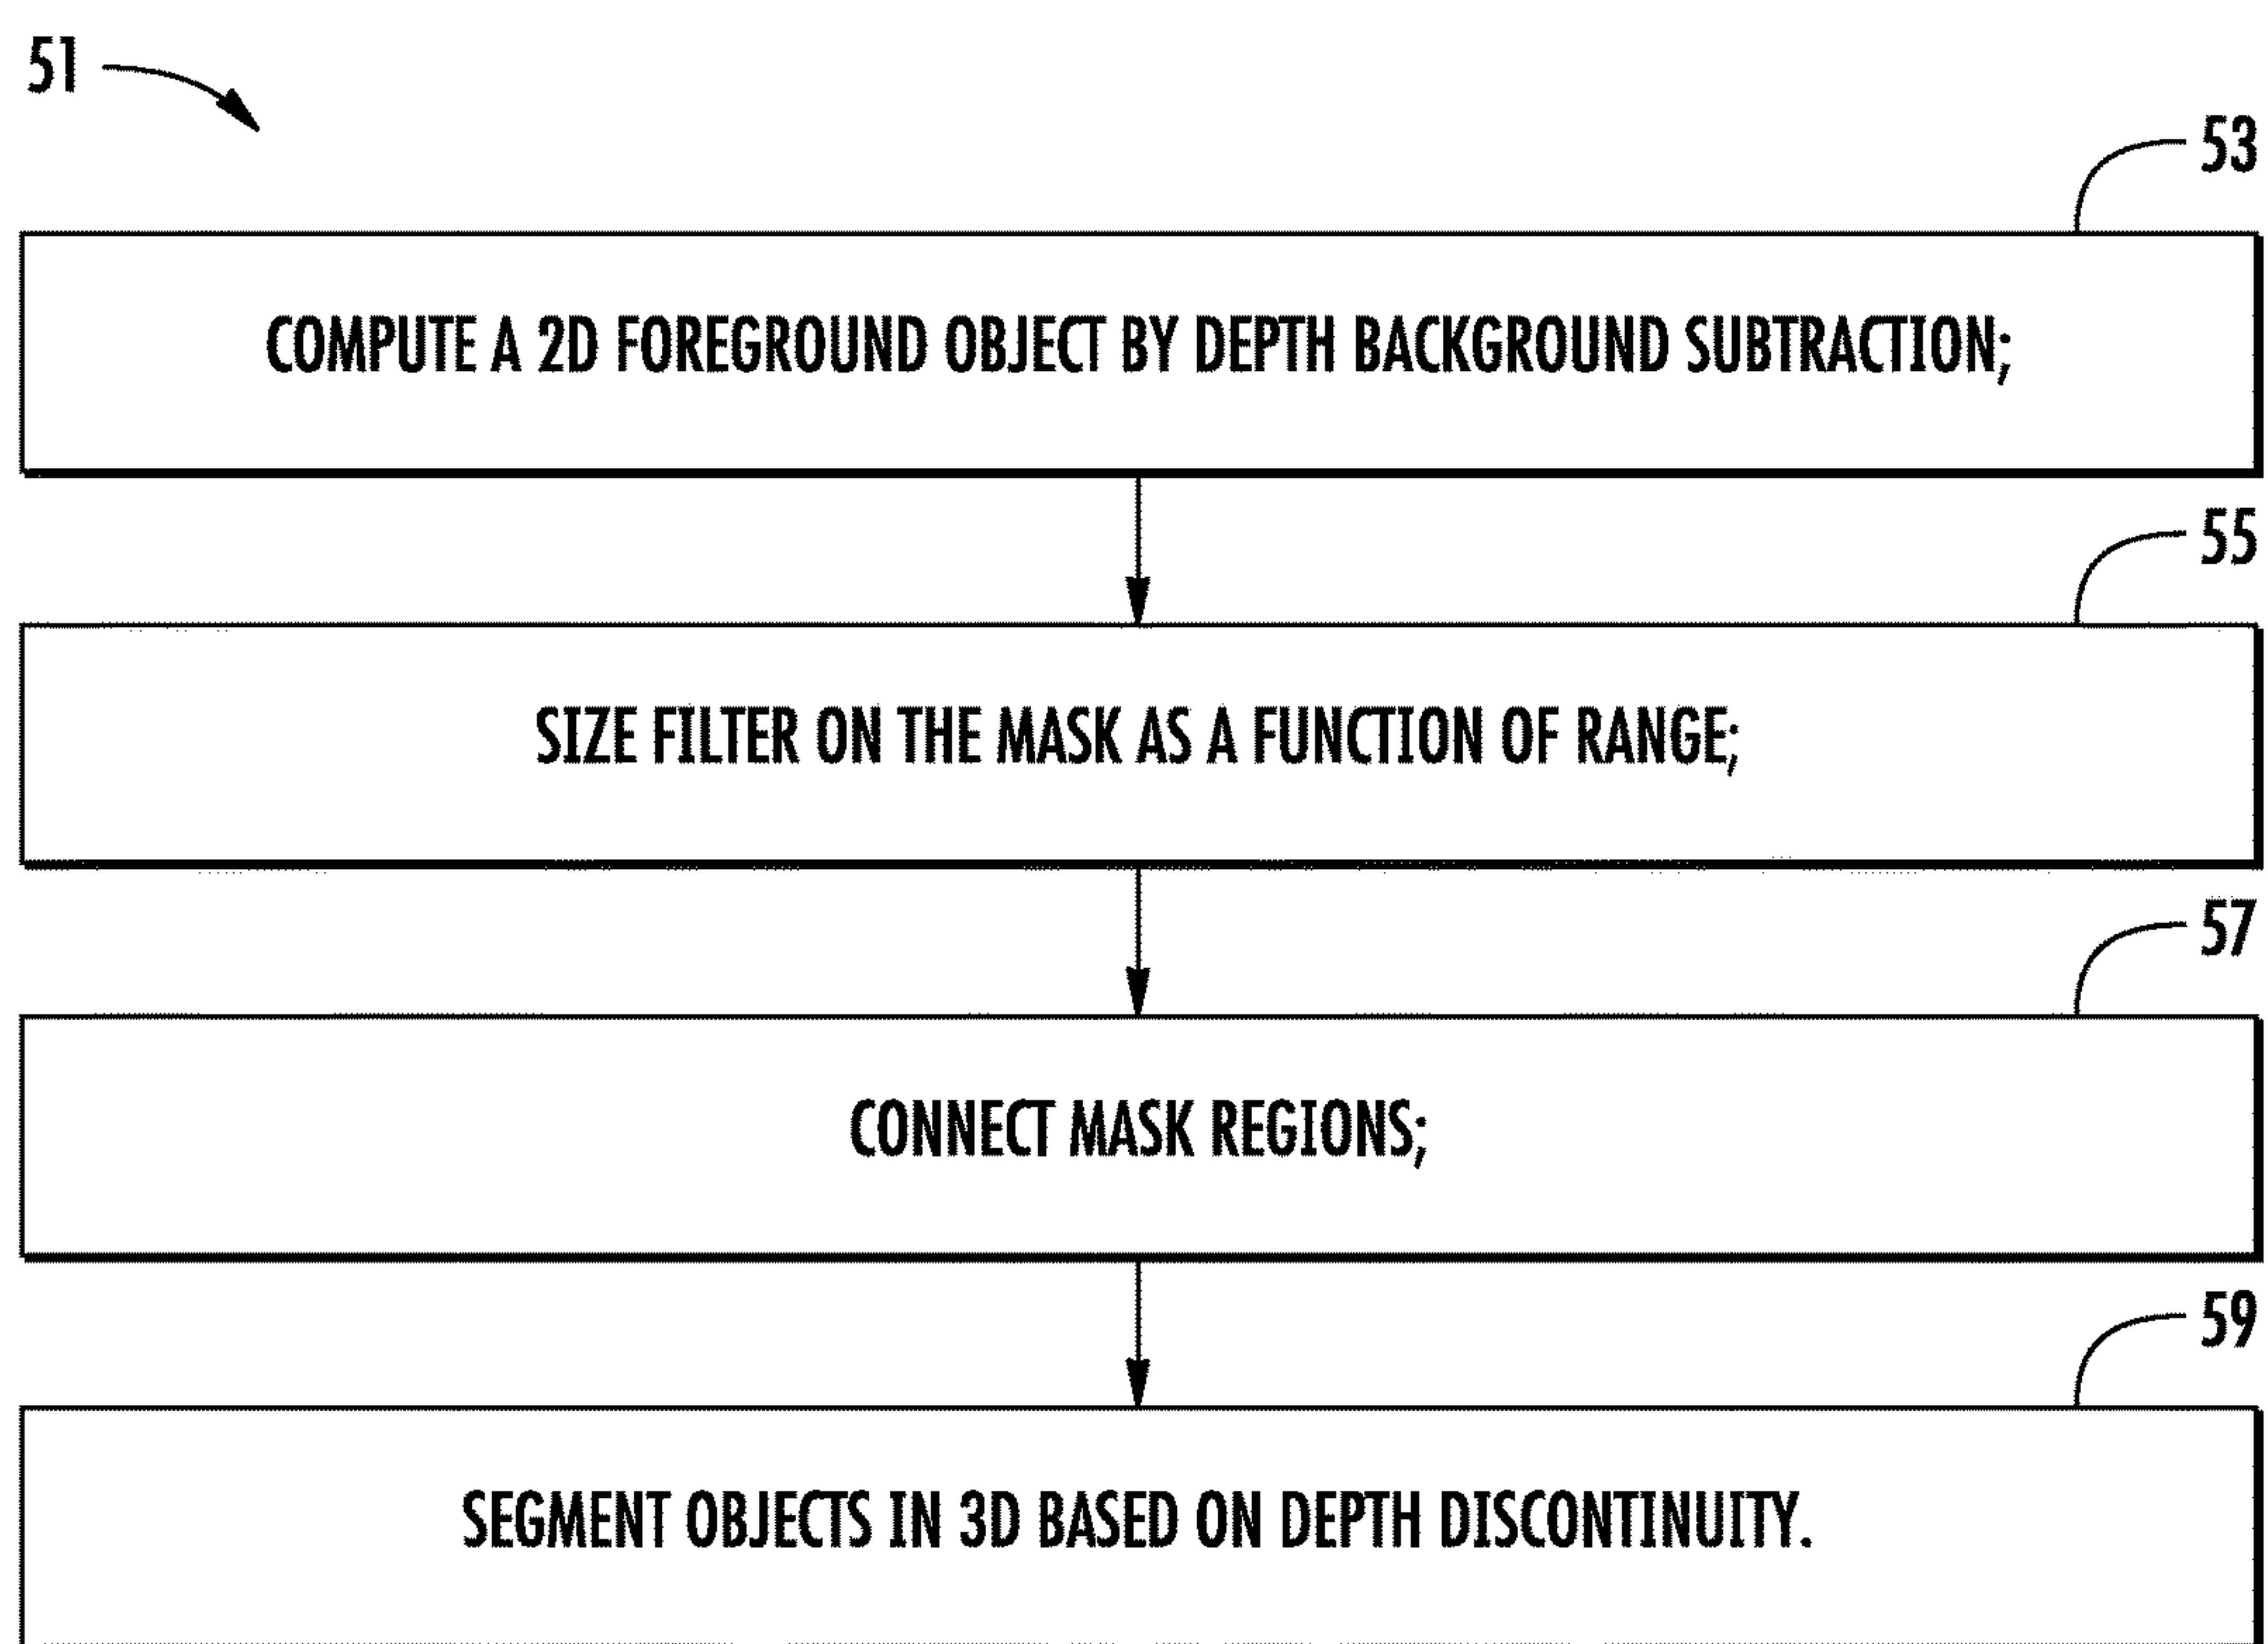 51
53
COMPUTE A 2D FOREGROUND OBJECT BY DEPTH BACKGROUND SUBTRACTION;
55
SIZE FILTER ON THE MASK AS A FUNCTION OF RANGE;
57
CONNECT MASK REGIONS;
59
SEGMENT OBJECTS IN 3D BASED ON DEPTH DISCONTINUITY.